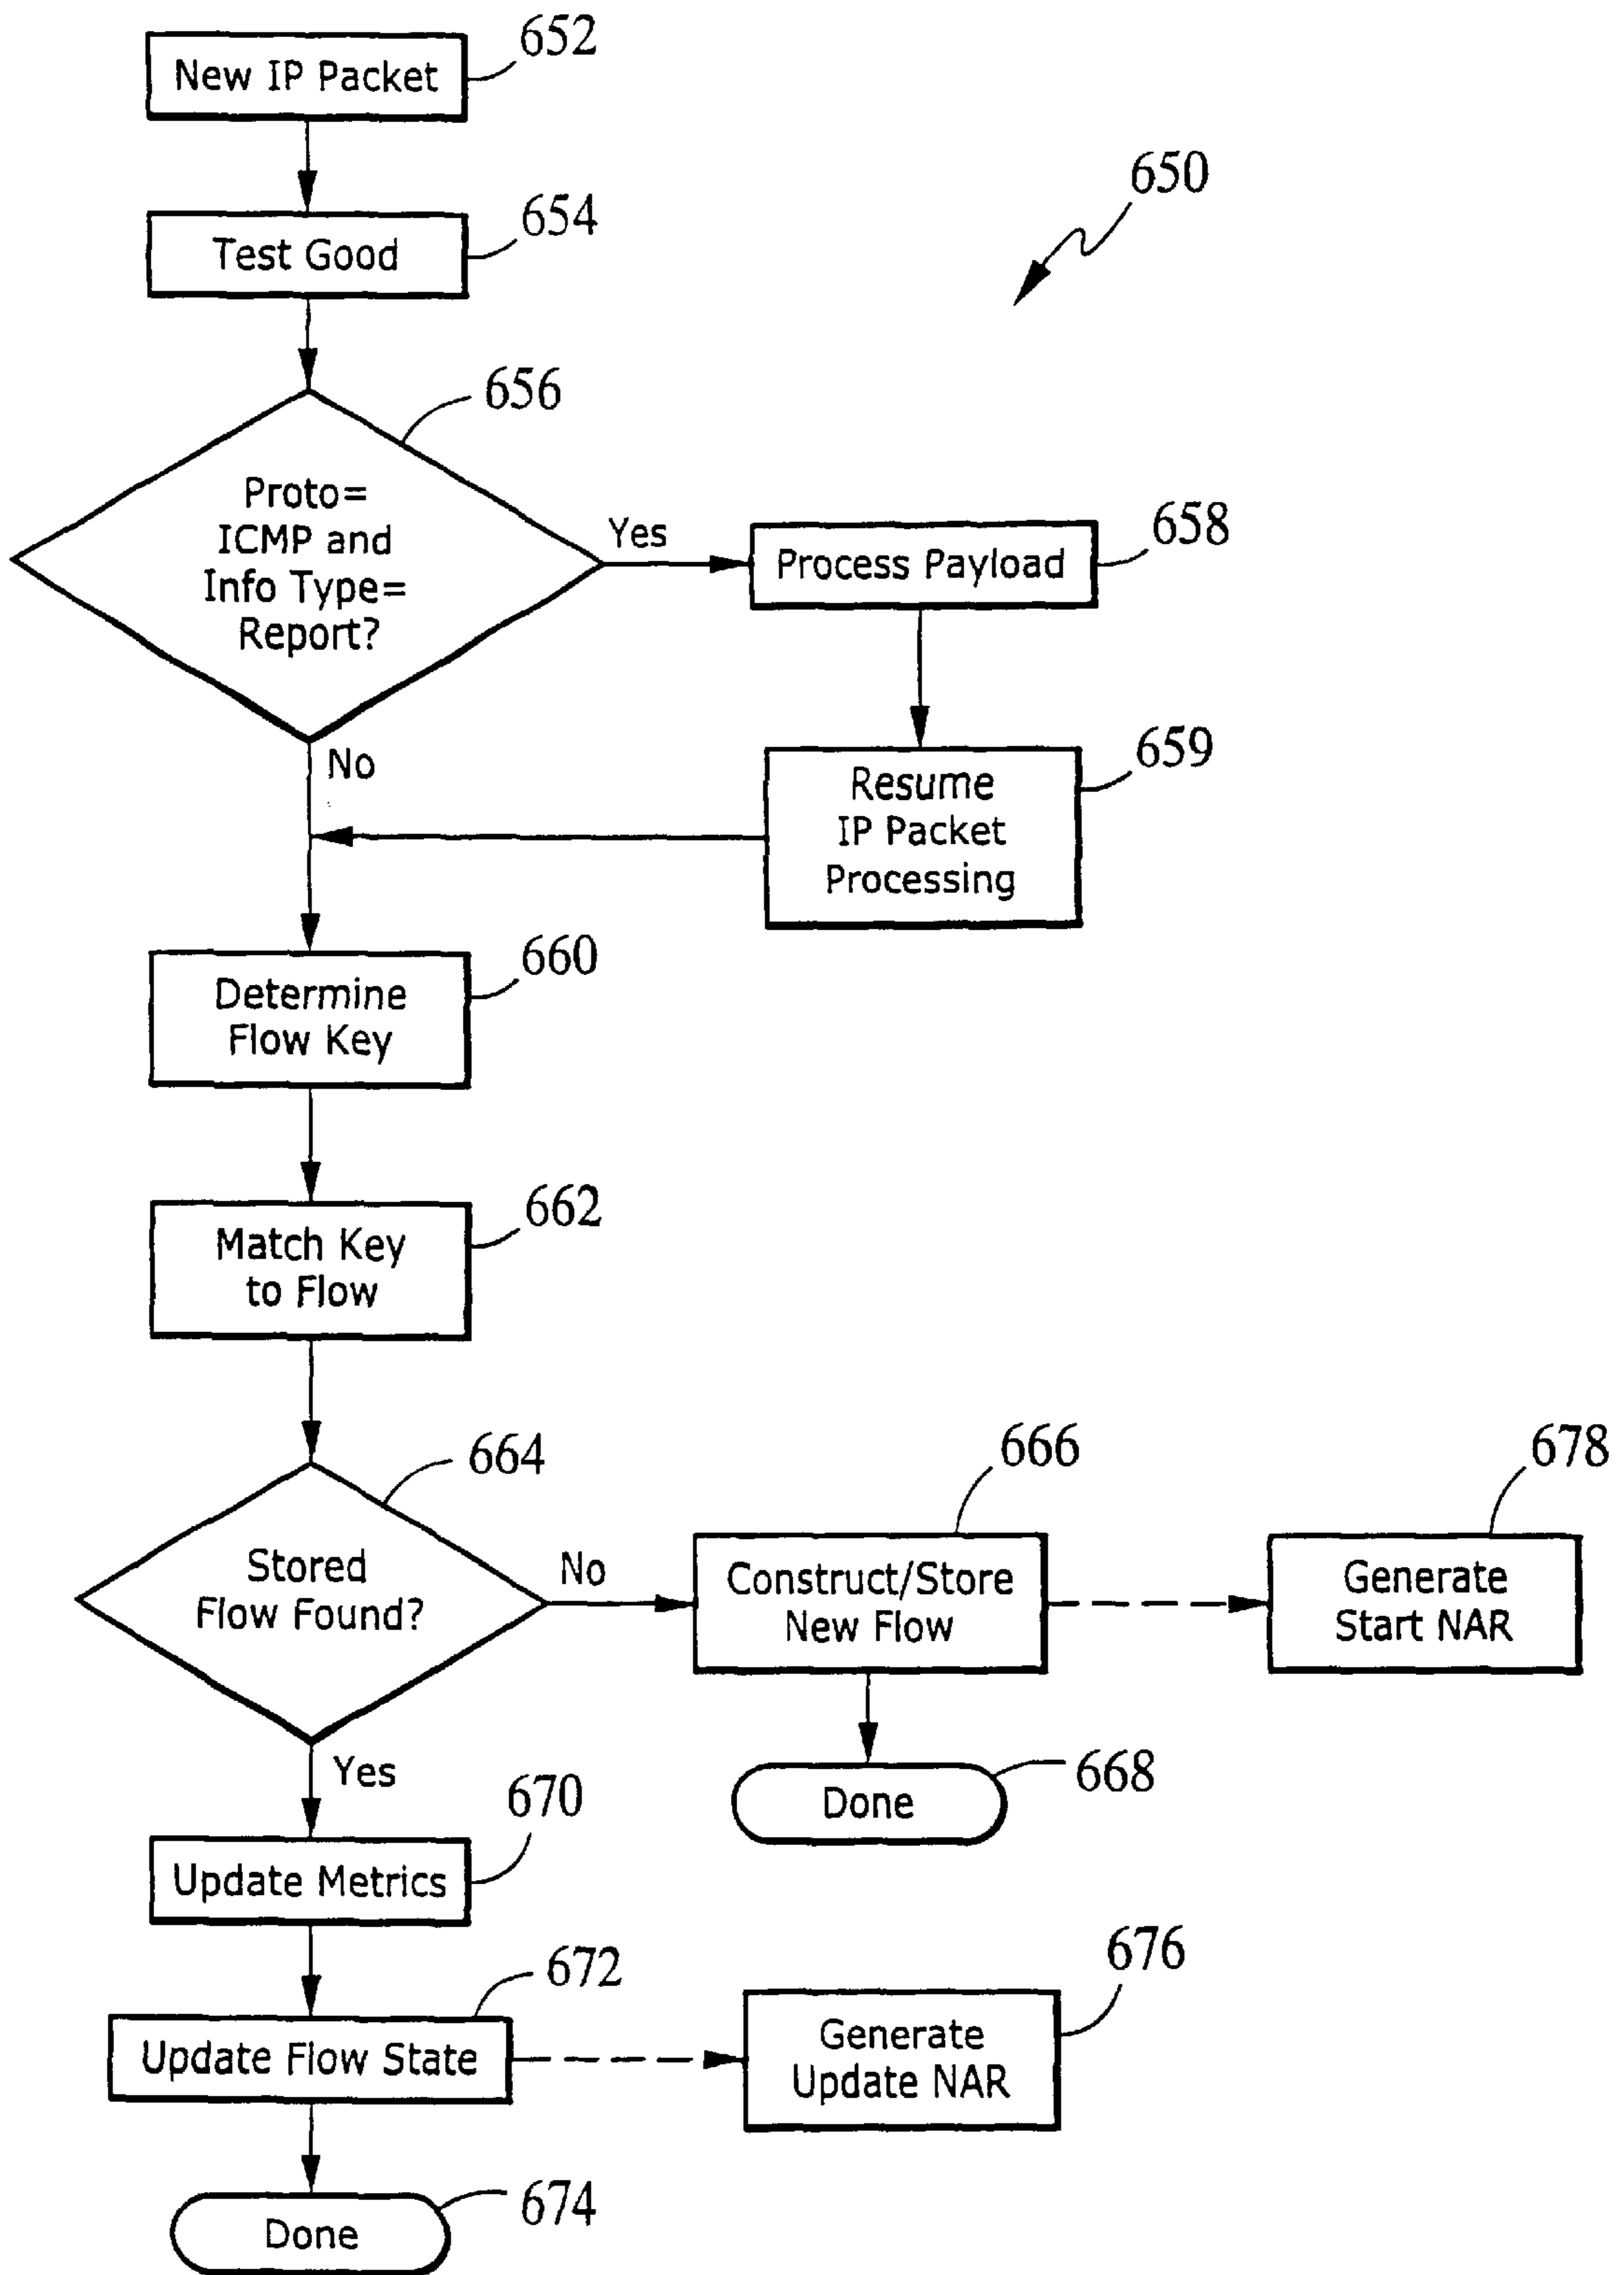 652
New IP Packet
650
654
Test Good
656
Proto=
ICMP and
Info Type=
Report?
Yes
658
Process Payload
No
659
Resume
IP Packet
Processing
660
Determine
Flow Key
662
Match Key
to Flow
664
Stored
Flow Found?
No
666
Construct/Store
New Flow
678
Generate
Start NAR
Yes
668
Done
670
Update Metrics
672
Update Flow State
676
Generate
Update NAR
674
Done